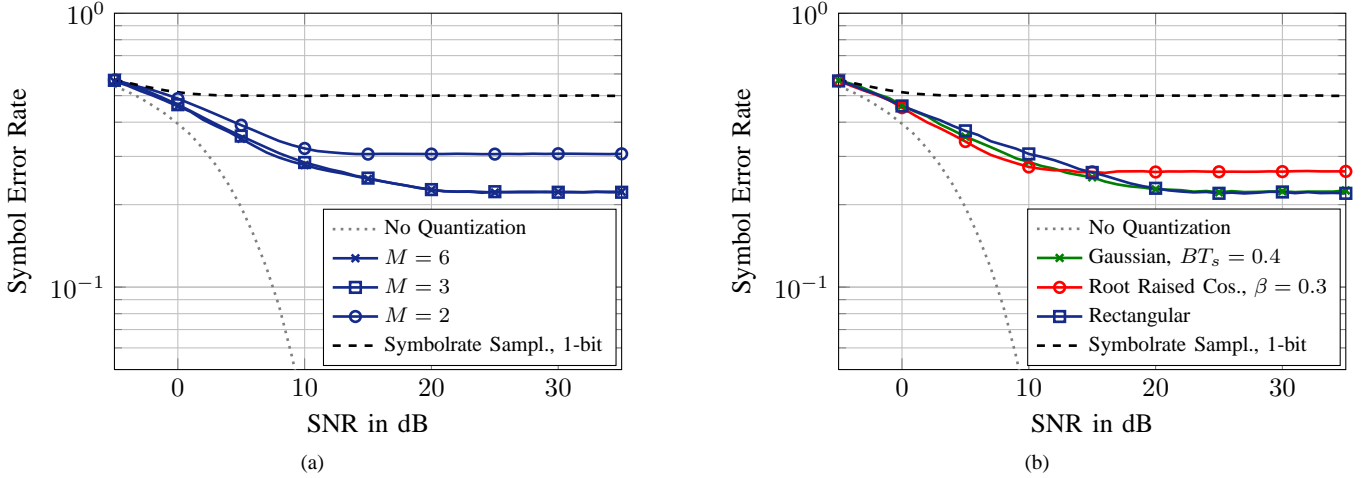 10^0
10^{-1}
Symbol Error Rate
No Quantization
M = 6
M = 3
M = 2
Symbolrate Sampl., 1-bit
0 10 20 30
SNR in dB
(a)
10^0
10^{-1}
Symbol Error Rate
No Quantization
Gaussian, BT_s = 0.4
Root Raised Cos., β = 0.3
Rectangular
Symbolrate Sampl., 1-bit
0 10 20 30
SNR in dB
(b)